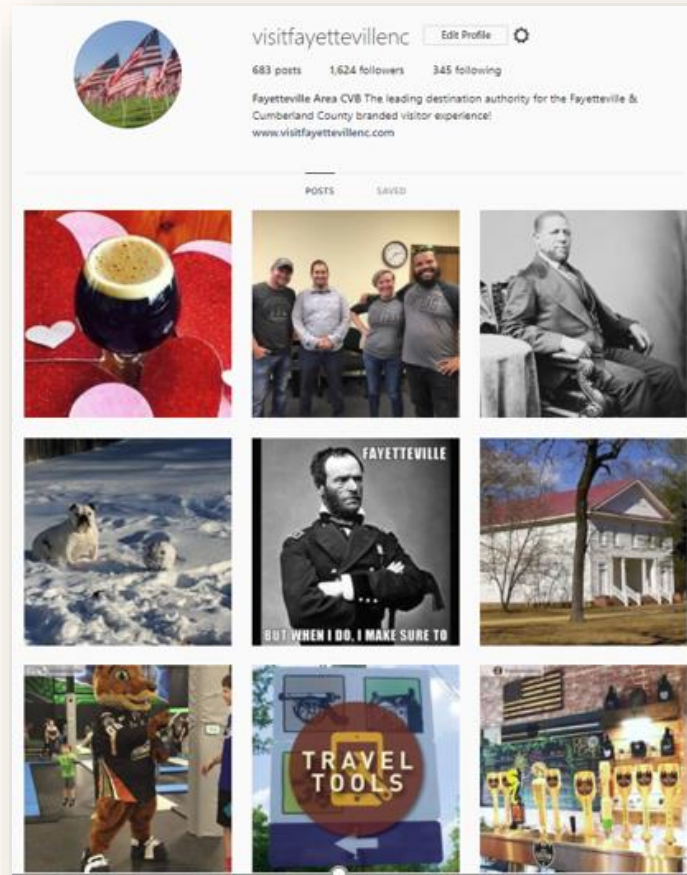 visitfayettevillenc Edit Profile
683 posts 1,624 followers 345 following
Fayetteville Area CVB The leading destination authority for the Fayetteville &
Cumberland County branded visitor experience!
www.visitfayettevillenc.com
POSTS SAVED
FAYETTEVILLE
BUT WHEN I DO, I MAKE SURE TO
TRAVEL
TOOLS